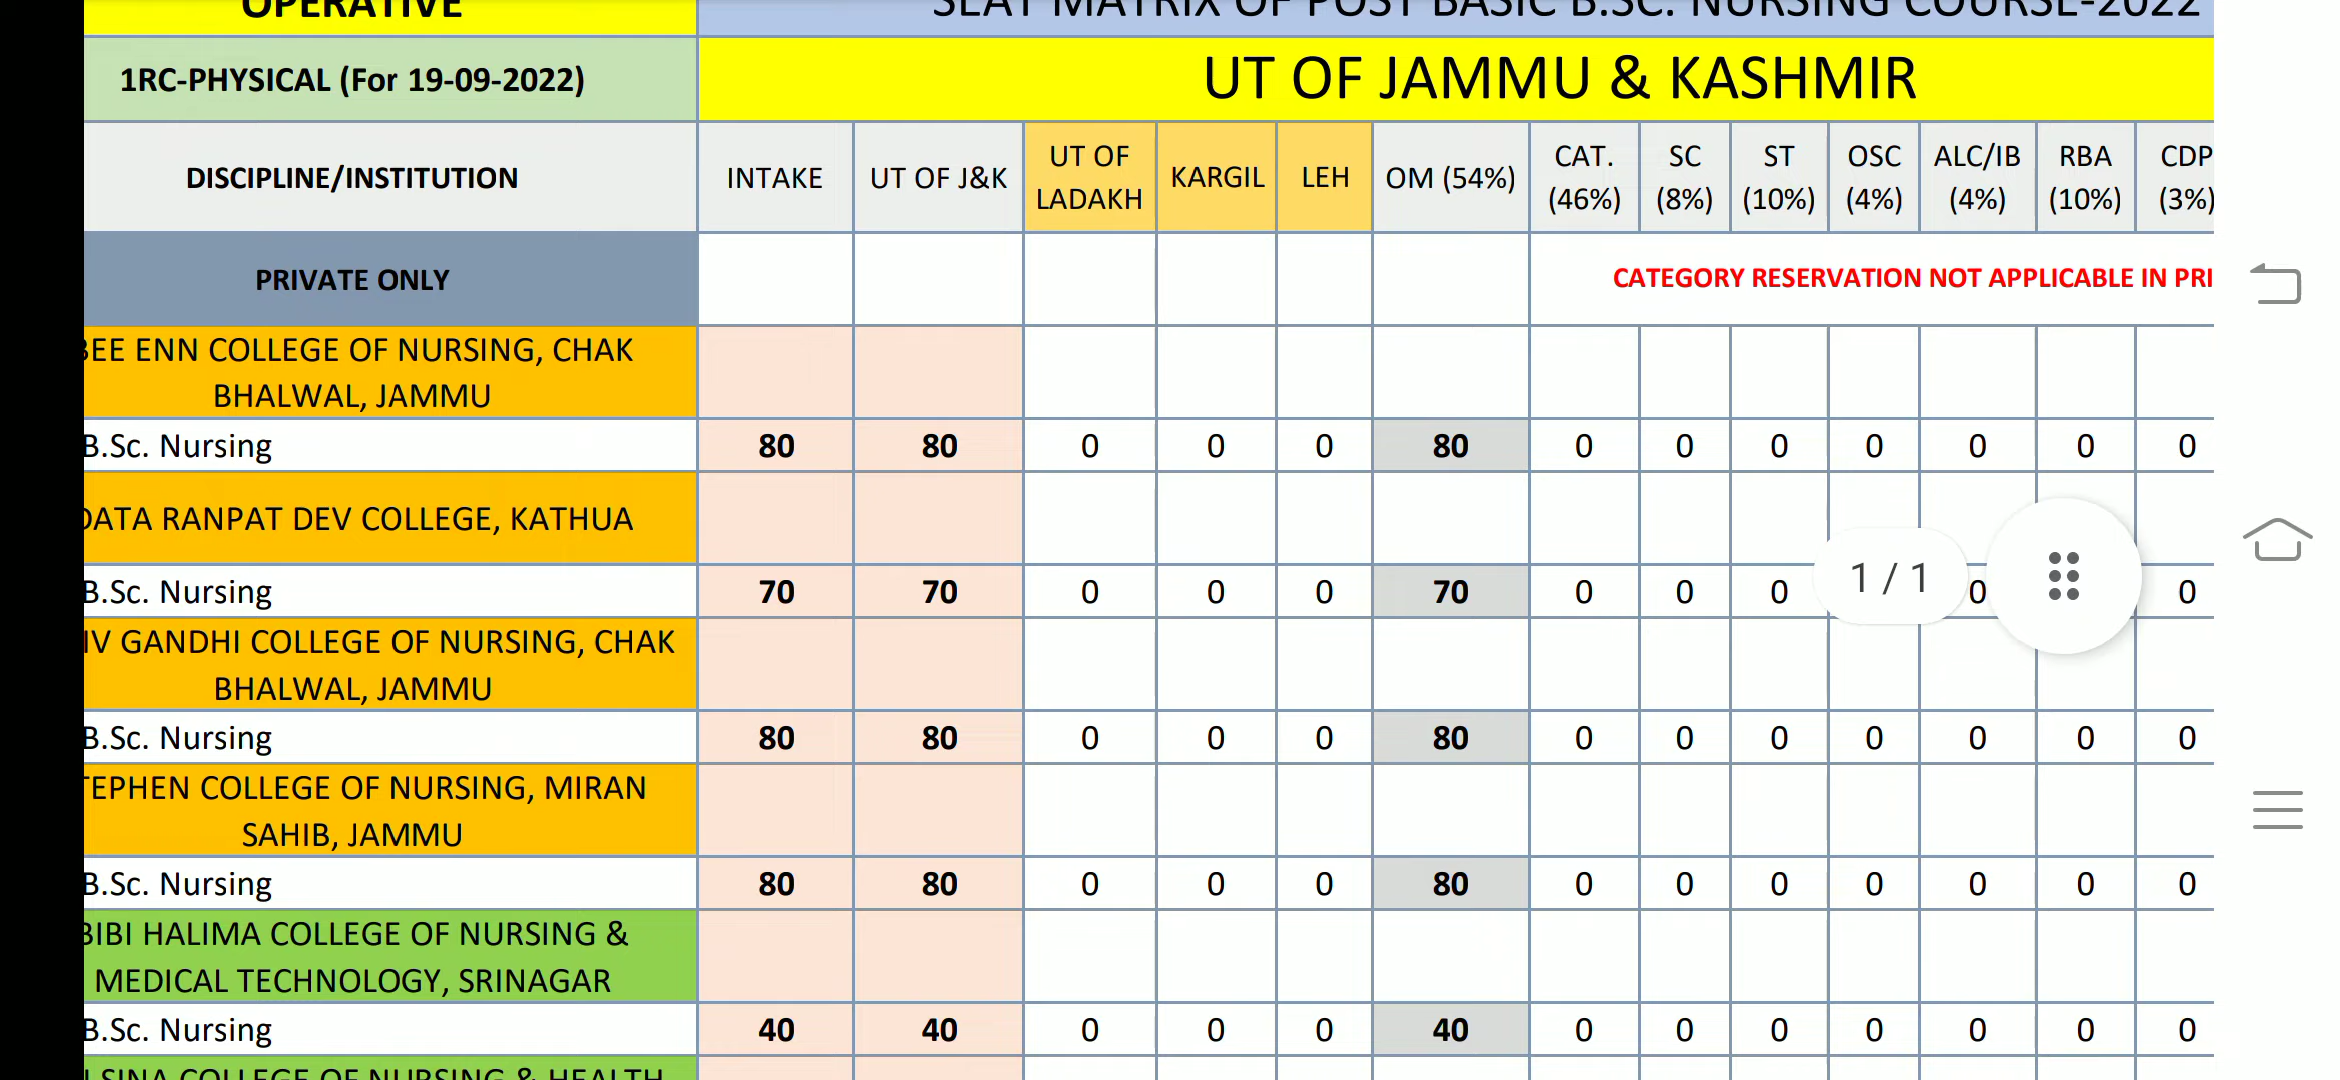 OPERATIVE SEAT MATRIX OF POST BASIC B.SC. NURSING COURSE-2022
1RC-PHYSICAL (For 19-09-2022) UT OF JAMMU & KASHMIR
DISCIPLINE/INSTITUTION INTAKE UT OF J&K UT OF LADAKH KARGIL LEH OM (54%) CAT. (46%) SC (8%) ST (10%) OSC (4%) ALC/IB (4%) RBA (10%) CDP (3%)
PRIVATE ONLY CATEGORY RESERVATION NOT APPLICABLE IN PRI
BEE ENN COLLEGE OF NURSING, CHAK
BHALWAL, JAMMU
B.Sc. Nursing 80 80 0 0 0 80 0 0 0 0 0 0 0
DATA RANPAT DEV COLLEGE, KATHUA
B.Sc. Nursing 70 70 0 0 0 70 0 0 0 0 0
1 / 1
IV GANDHI COLLEGE OF NURSING, CHAK
BHALWAL, JAMMU
B.Sc. Nursing 80 80 0 0 0 80 0 0 0 0 0 0 0
TEPHEN COLLEGE OF NURSING, MIRAN
SAHIB, JAMMU
B.Sc. Nursing 80 80 0 0 0 80 0 0 0 0 0 0 0
BIBI HALIMA COLLEGE OF NURSING &
MEDICAL TECHNOLOGY, SRINAGAR
B.Sc. Nursing 40 40 0 0 0 40 0 0 0 0 0 0 0
SINA COLLEGE OF NURSING & HEALTH